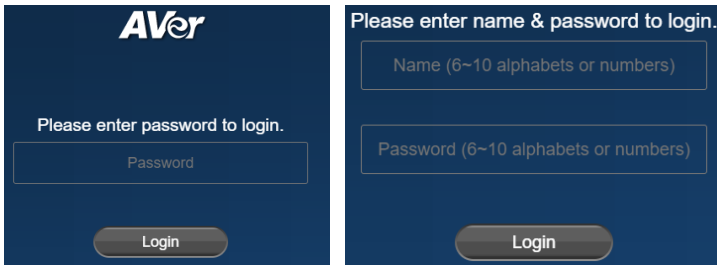 AVer
Please enter password to login.
Password
Login
Please enter name & password to login.
Name (6~10 alphabets or numbers)
Password (6~10 alphabets or numbers)
Login